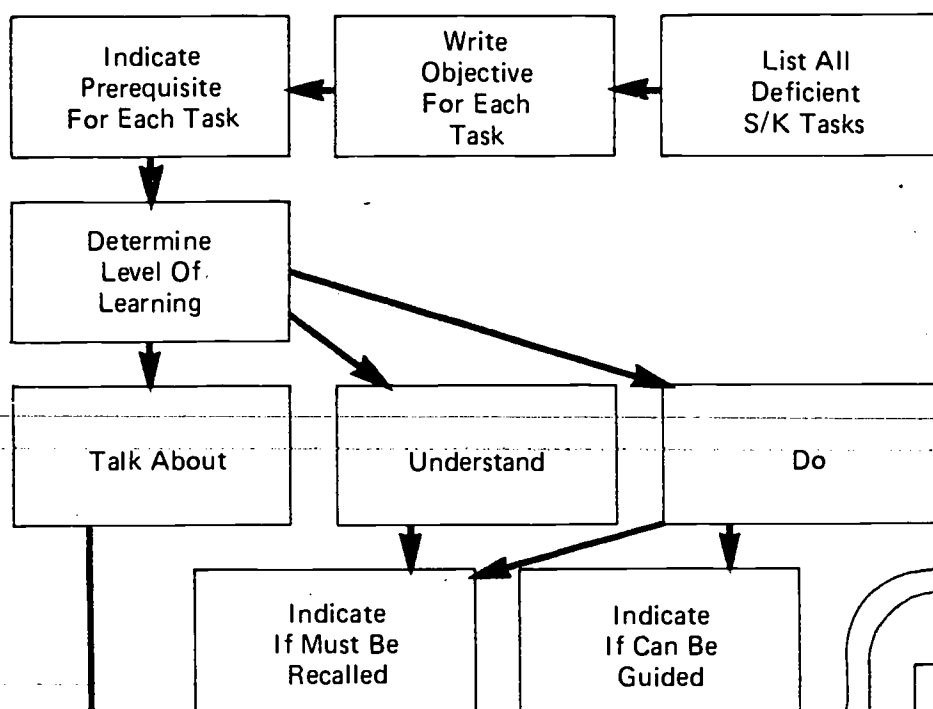 Indicate
Prerequisite
For Each Task
Write
Objective
For Each
Task
List All
Deficient
S/K Tasks
Determine
Level Of
Learning
Talk About
Understand
Do
Indicate
If Must Be
Recalled
Indicate
If Can Be
Guided